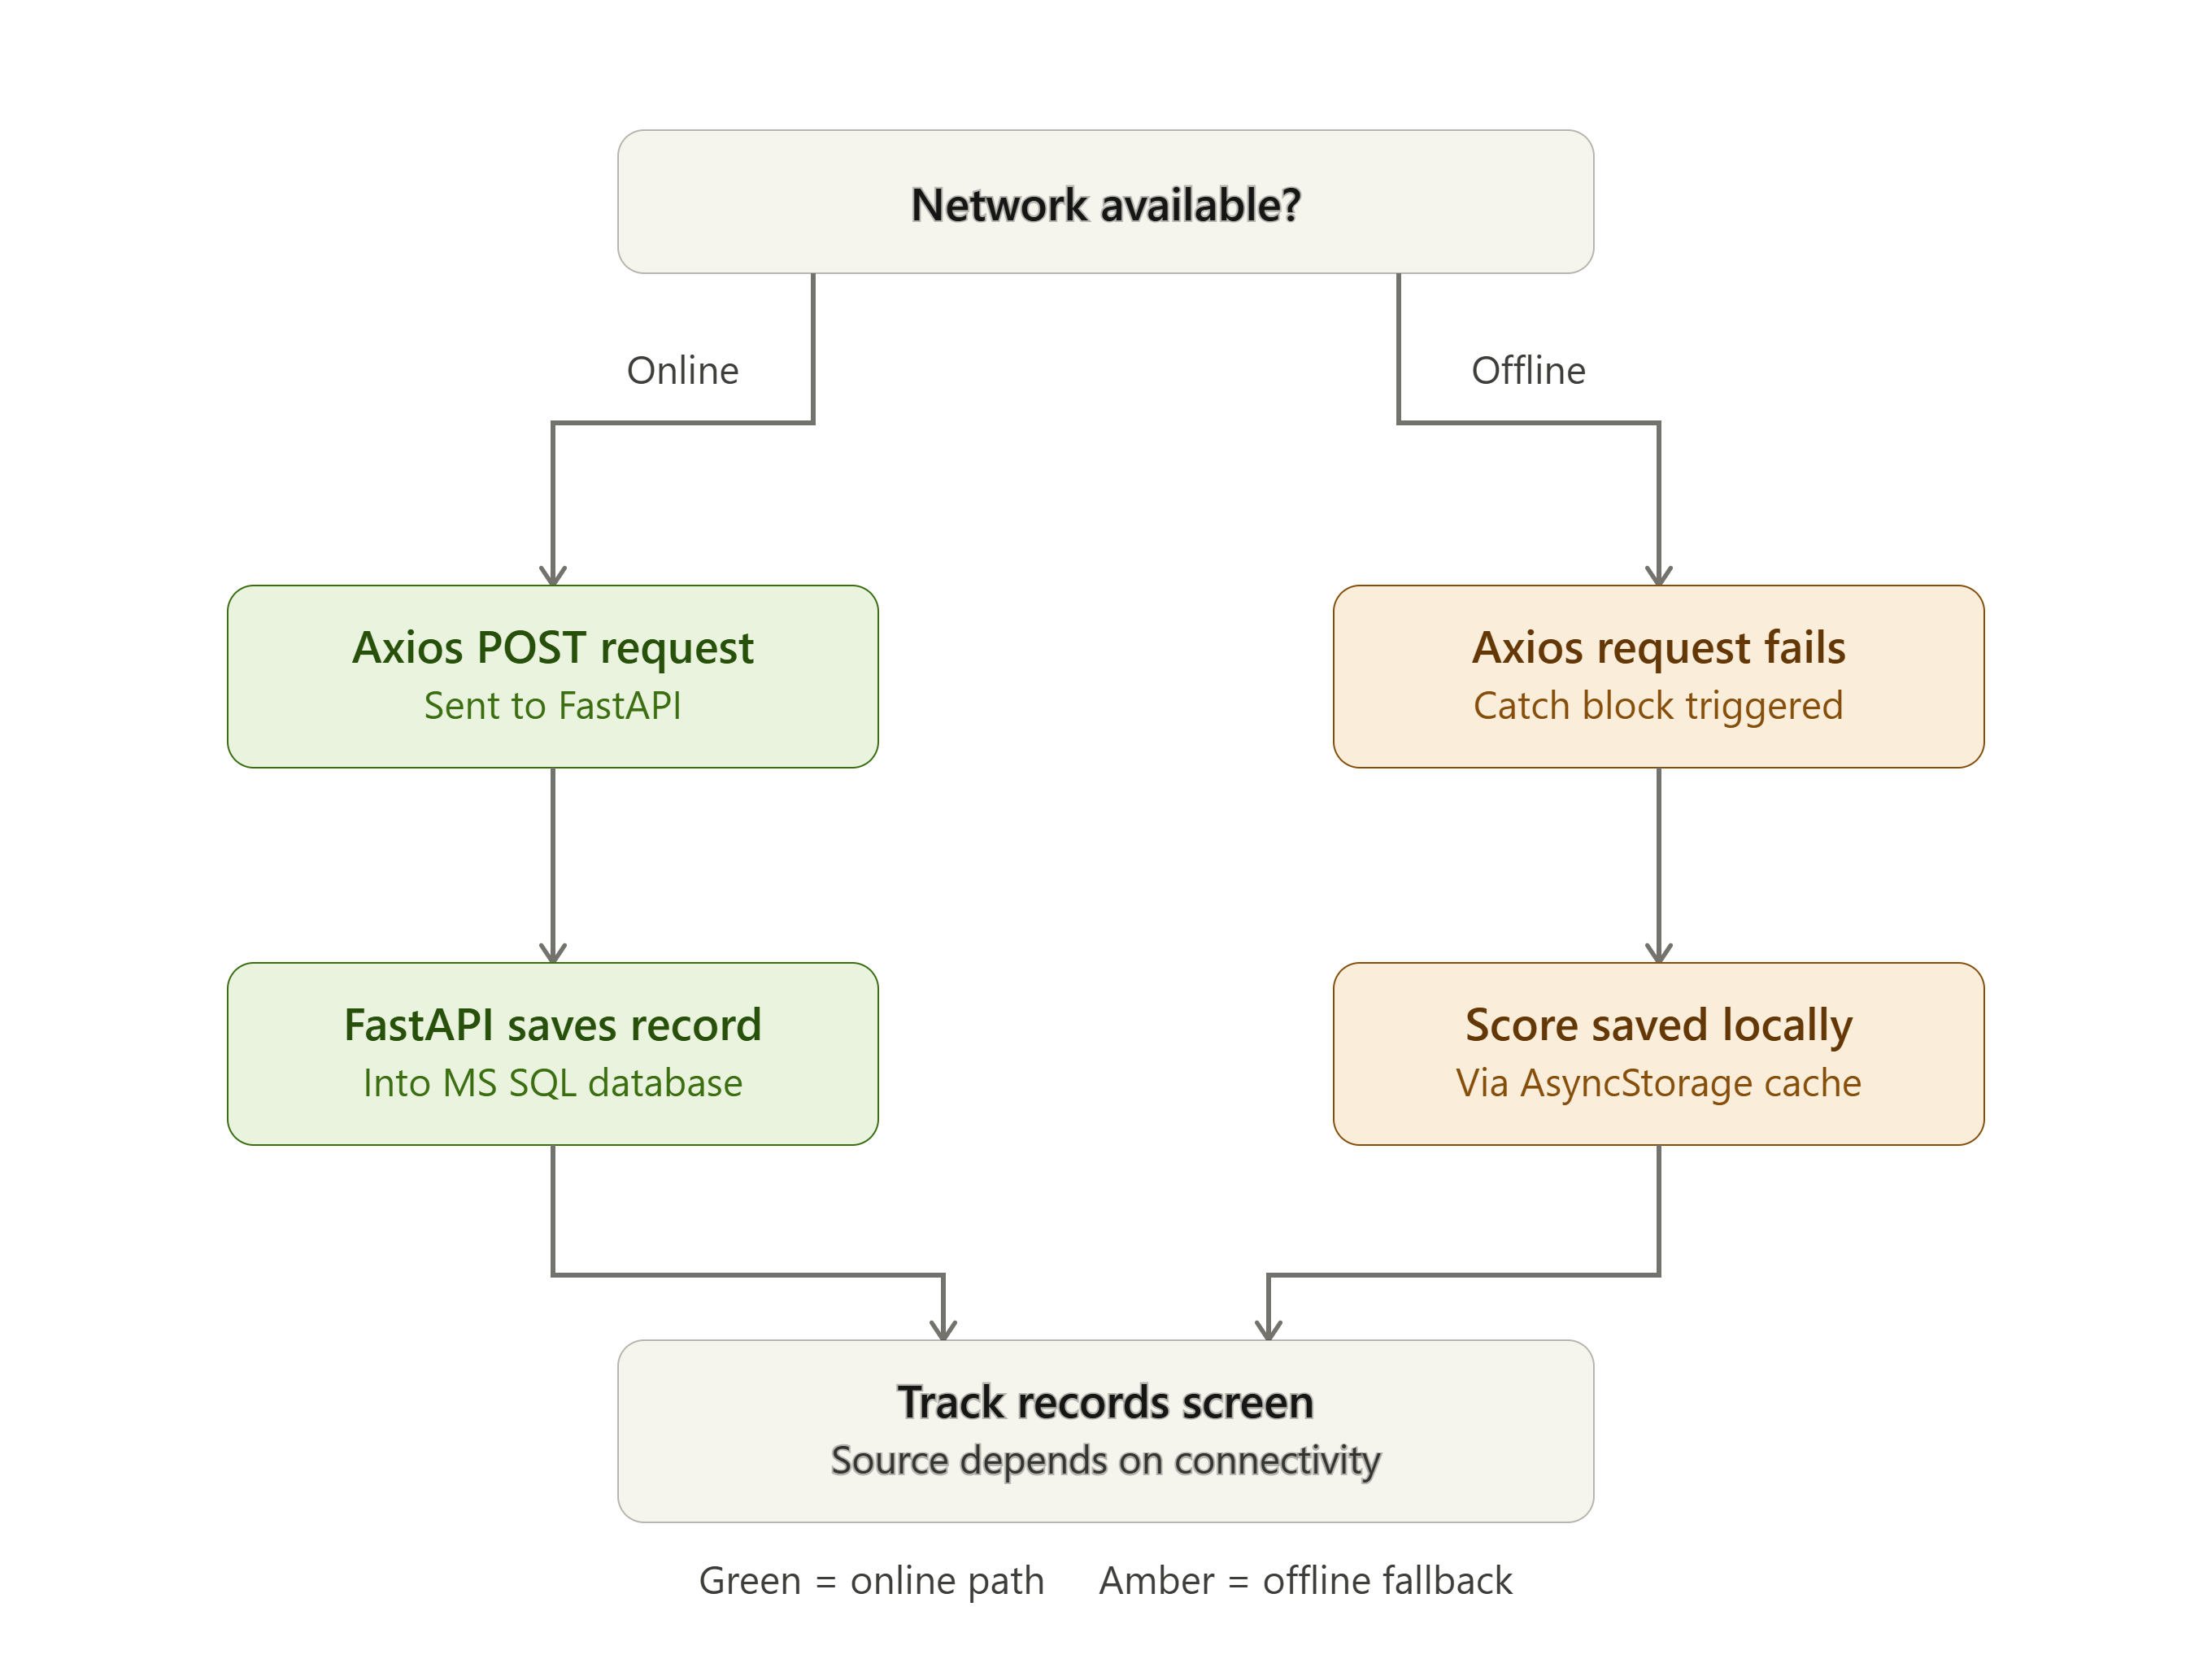 Network available?
Online
Offline
Axios POST request
Sent to FastAPI
Axios request fails
Catch block triggered
FastAPI saves record
Into MS SQL database
Score saved locally
Via AsyncStorage cache
Track records screen
Source depends on connectivity
Green = online path
Amber = offline fallback